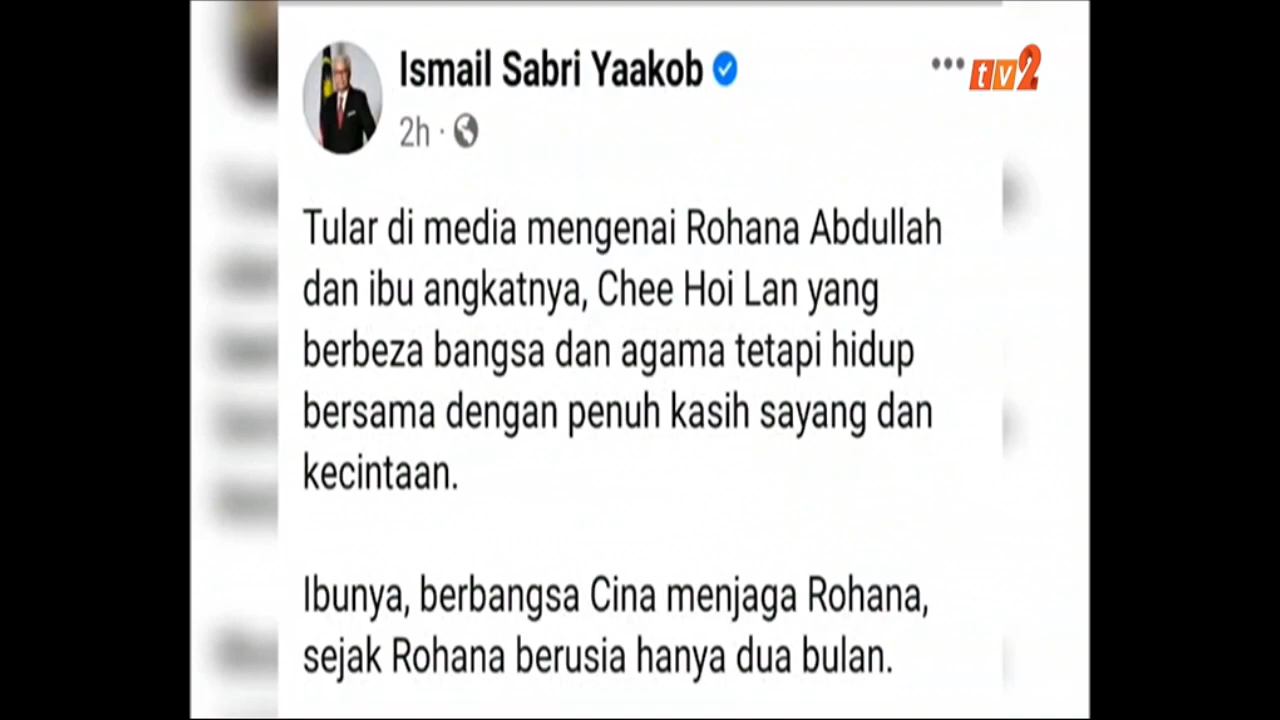 Ismail Sabri Yaakob
tv2
2h ·
Tular di media mengenai Rohana Abdullah
dan ibu angkatnya, Chee Hoi Lan yang
berbeza bangsa dan agama tetapi hidup
bersama dengan penuh kasih sayang dan
kecintaan.
Ibunya, berbangsa Cina menjaga Rohana,
sejak Rohana berusia hanya dua bulan.